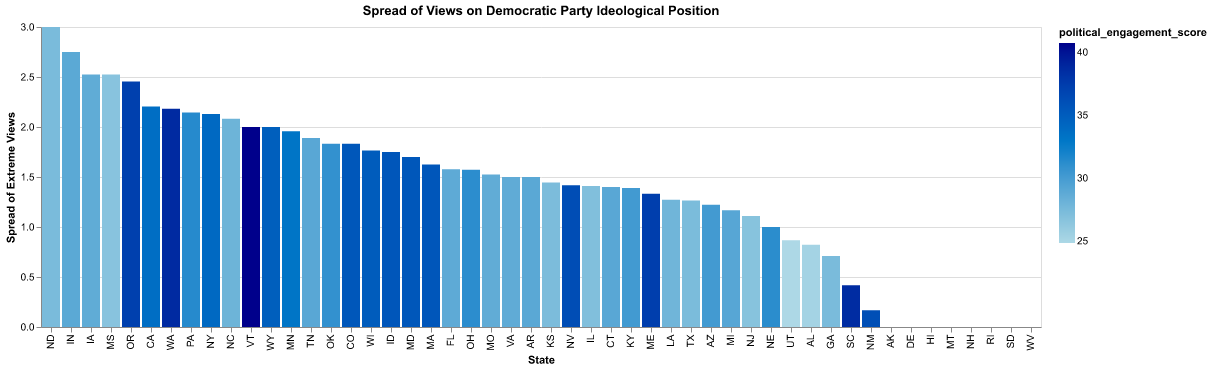 Spread of Views on Democratic Party Ideological Position
political_engagement_score
40
35
30
25
Spread of Extreme Views
3.0
2.5
2.0
1.5
1.0
0.5
0.0
ND IN IA MS OR CA WA PA NY NC VT WY MN TN OK CO WI ID MD MA FL OH MO VA AR KS NV IL CT KY ME LA TX AZ MI NJ NE UT AL GA SC NM AK DE HI MT NH RI SD WV
State